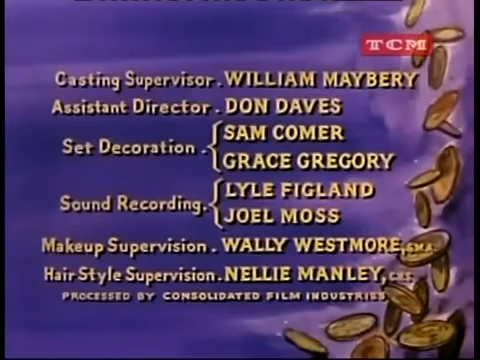 TCM
Casting Supervisor . WILLIAM MAYBERY
Assistant Director . DON DAVES
Set Decoration . { SAM COMER
GRACE GREGORY
Sound Recording . { LYLE FIGLAND
JOEL MOSS
Makeup Supervision . WALLY WESTMORE, S.M.A.
Hair Style Supervision . NELLIE MANLEY, C.H.S.
PROCESSED BY CONSOLIDATED FILM INDUSTRIES